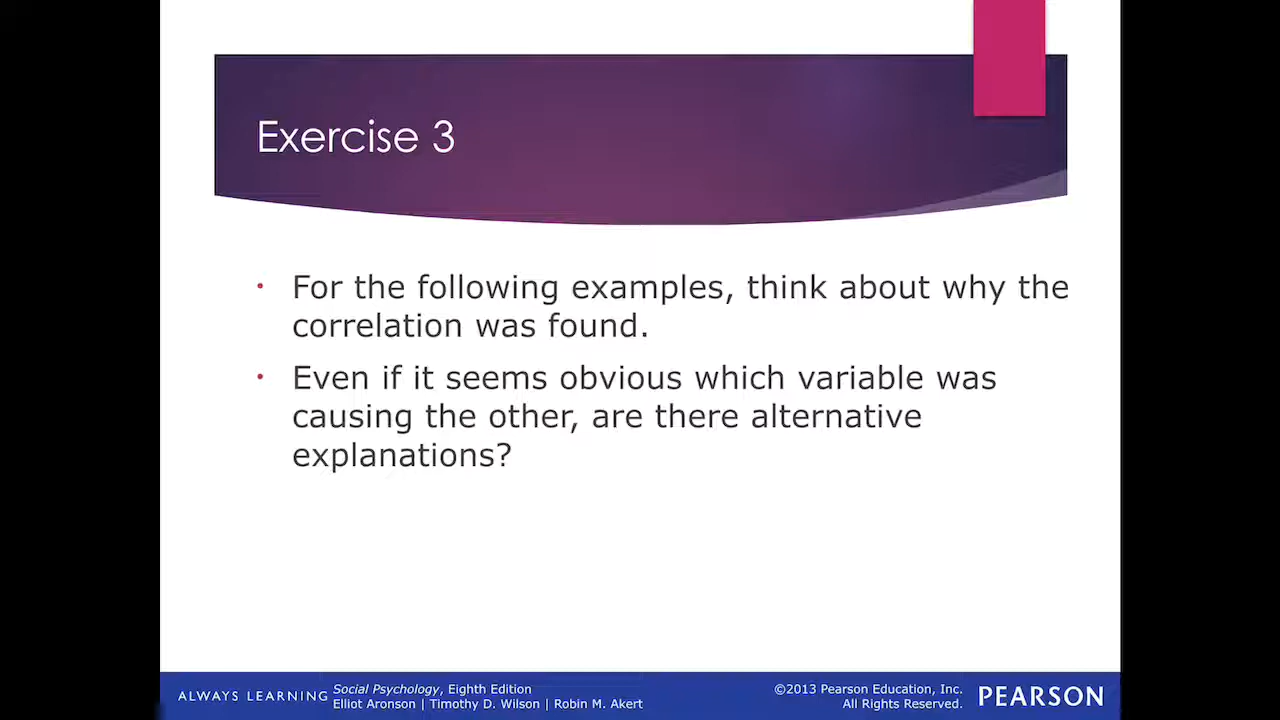 Exercise 3
• For the following examples, think about why the
correlation was found.
• Even if it seems obvious which variable was
causing the other, are there alternative
explanations?
ALWAYS LEARNING
Social Psychology, Eighth Edition
Elliot Aronson | Timothy D. Wilson | Robin M. Akert
©2013 Pearson Education, Inc.
All Rights Reserved.
PEARSON